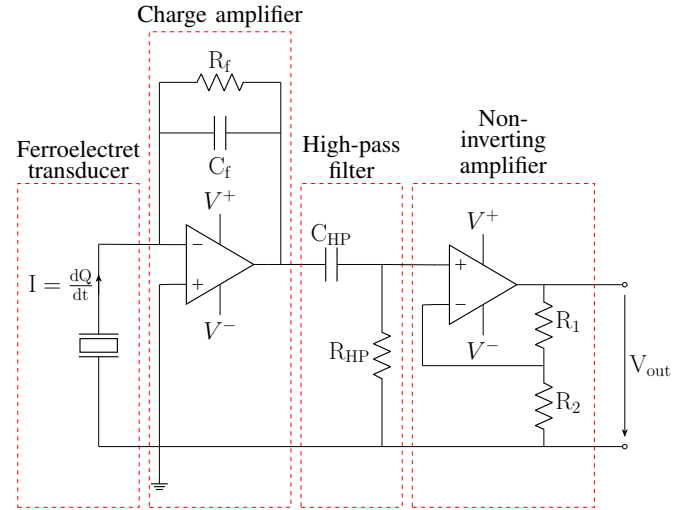 Charge amplifier
R_f
C_f
Ferroelectret
transducer
High-pass
filter
Non-
inverting
amplifier
V^+
V^+
C_HP
−
+
+
−
I = dQ/dt
V^−
V^−
R_HP
R_1
R_2
V_out